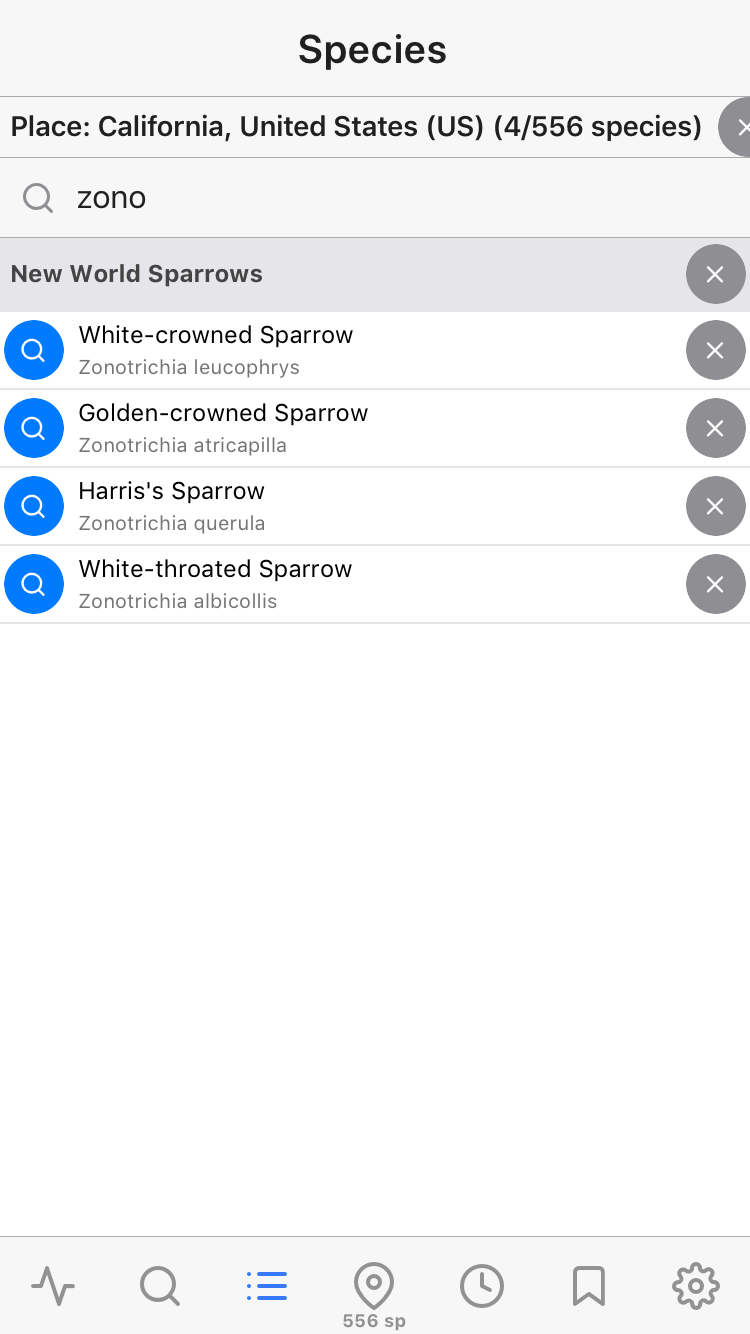 Species
Place: California, United States (US) (4/556 species)
zono
New World Sparrows
White-crowned Sparrow
Zonotrichia leucophrys
Golden-crowned Sparrow
Zonotrichia atricapilla
Harris's Sparrow
Zonotrichia querula
White-throated Sparrow
Zonotrichia albicollis
556 sp